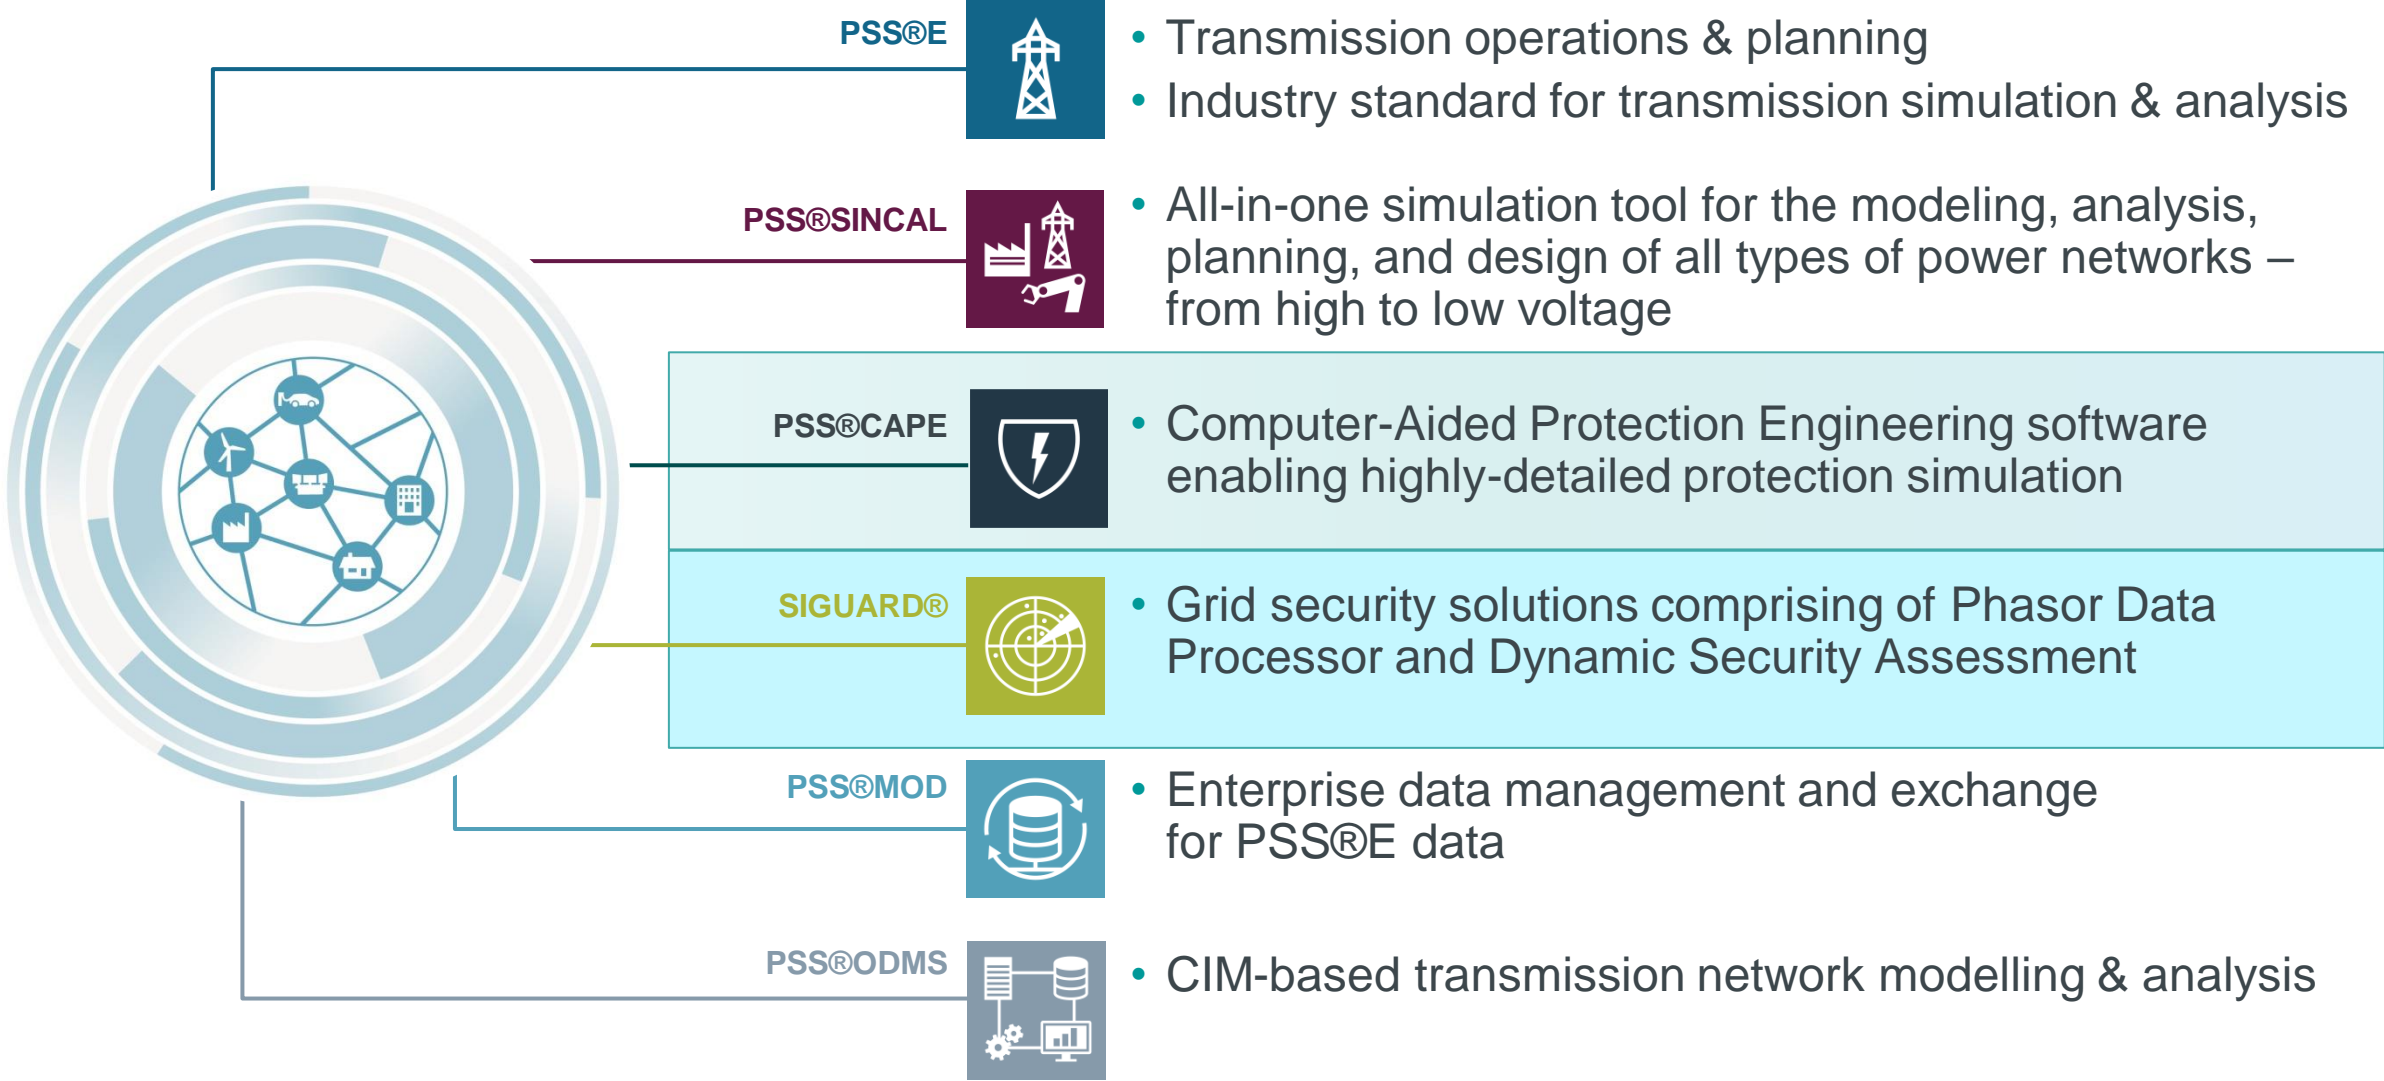 PSS®E
• Transmission operations & planning
• Industry standard for transmission simulation & analysis
PSS®SINCAL
• All-in-one simulation tool for the modeling, analysis,
planning, and design of all types of power networks –
from high to low voltage
PSS®CAPE
• Computer-Aided Protection Engineering software
enabling highly-detailed protection simulation
SIGUARD®
• Grid security solutions comprising of Phasor Data
Processor and Dynamic Security Assessment
PSS®MOD
• Enterprise data management and exchange
for PSS®E data
PSS®ODMS
• CIM-based transmission network modelling & analysis